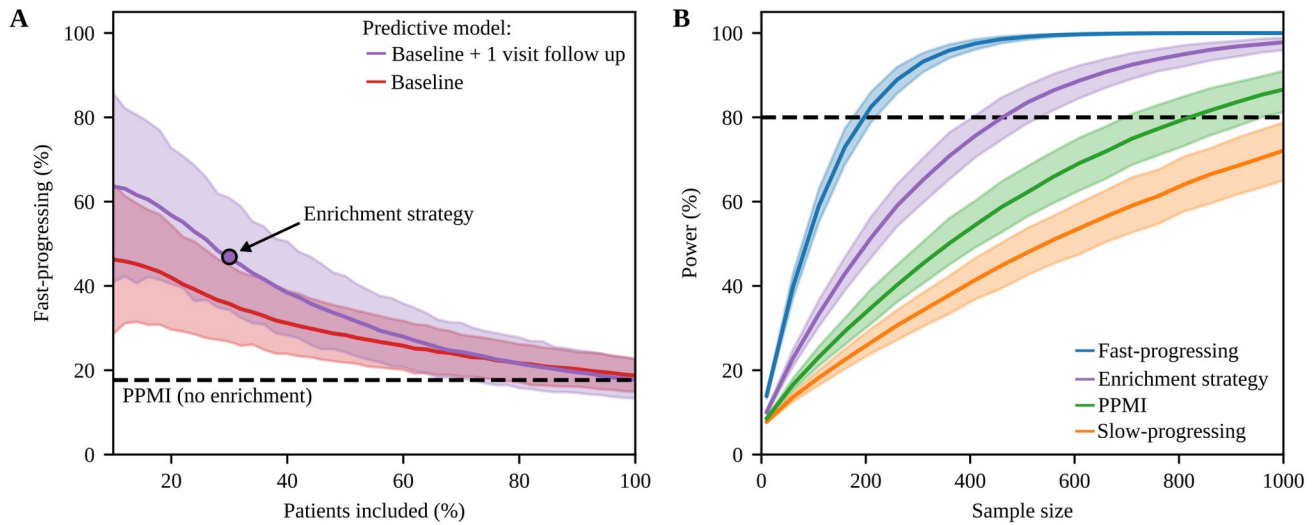 A
Predictive model:
Baseline + 1 visit follow up
Baseline
Enrichment strategy
PPMI (no enrichment)
Fast-progressing (%)
100
80
60
40
20
0
20 40 60 80 100
Patients included (%)
B
Power (%)
100
80
60
40
20
0
Fast-progressing
Enrichment strategy
PPMI
Slow-progressing
0 200 400 600 800 1000
Sample size